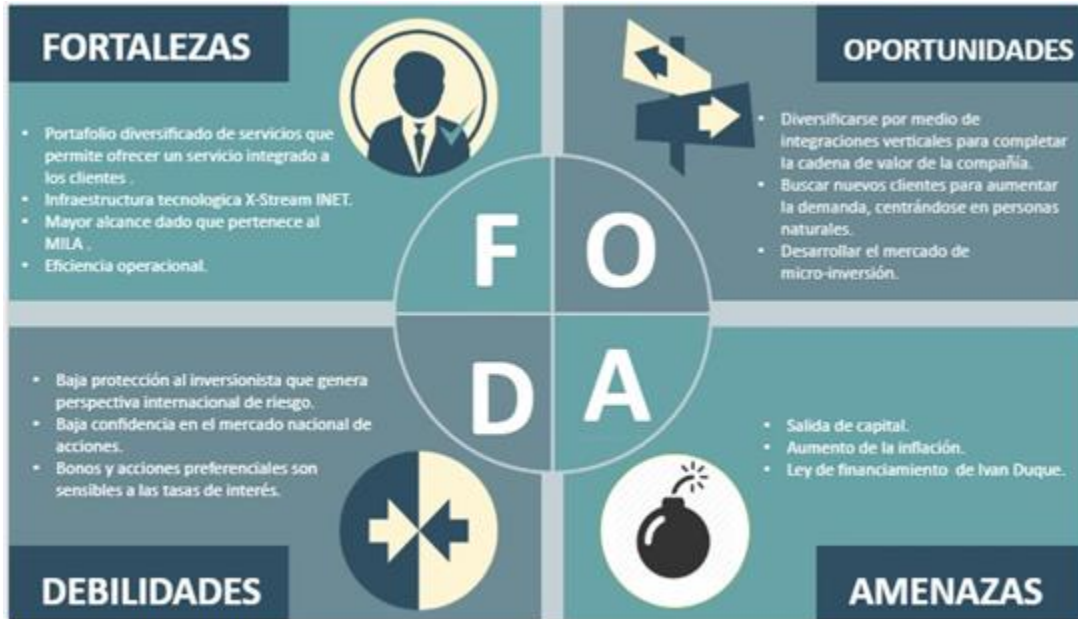 FORTALEZAS
• Portafolio diversificado de servicios que
permite ofrecer un servicio integrado a
los clientes .
• Infraestructura tecnologica X-Stream INET.
• Mayor alcance dado que pertenece al
MILA .
• Eficiencia operacional.
OPORTUNIDADES
• Diversificarse por medio de
integraciones verticales para completar
la cadena de valor de la compañía.
• Buscar nuevos clientes para aumentar
la demanda, centrándose en personas
naturales.
• Desarrollar el mercado de
micro-inversión.
F O
D A
• Baja protección al inversionista que genera
perspectiva internacional de riesgo.
• Baja confidencia en el mercado nacional de
acciones.
• Bonos y acciones preferenciales son
sensibles a las tasas de interés.
DEBILIDADES
• Salida de capital.
• Aumento de la inflación.
• Ley de financiamiento de Ivan Duque.
AMENAZAS